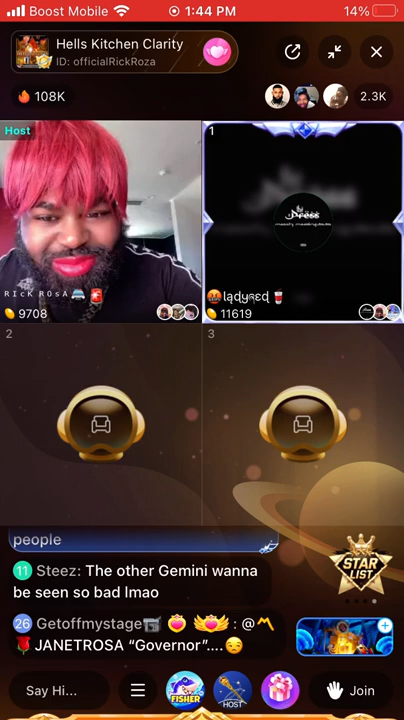 Boost Mobile
1:44 PM
14%
Hells Kitchen Clarity
ID: officialRickRoza
108K
2.3K
Host
1
Press
RIcK ROsA
9708
ląɖყཞɛɖ
11619
2
3
people
11 Steez: The other Gemini wanna
be seen so bad lmao
26 Getoffmystage : @
JANETROSA “Governor”....
STAR
LIST
Say Hi...
FISHER
HOST
Join